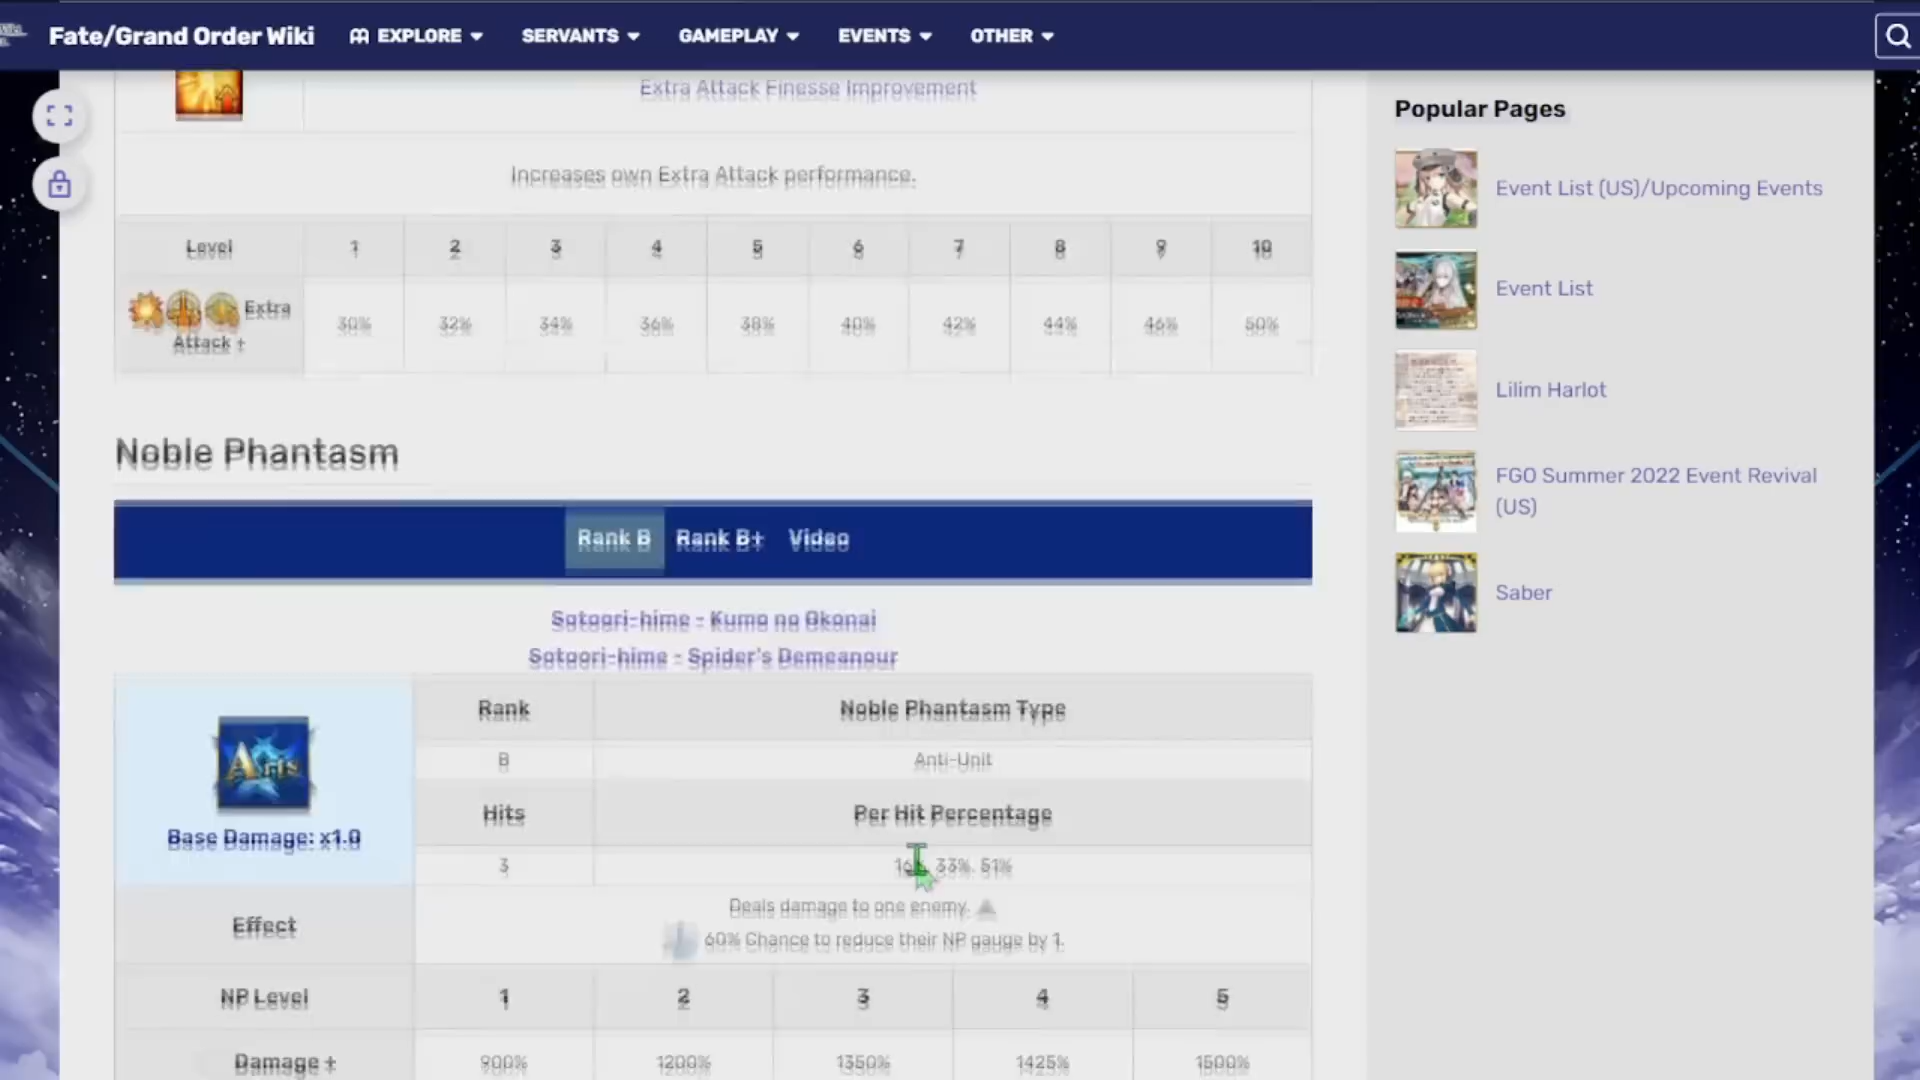 Fate/Grand Order Wiki EXPLORE SERVANTS GAMEPLAY EVENTS OTHER
Extra Attack Finesse Improvement
Increases own Extra Attack performance.
Level 1 2 3 4 5 6 7 8 9 10
Extra Attack + 30% 32% 34% 36% 38% 40% 42% 44% 46% 50%
Noble Phantasm
Rank B Rank B+ Video
Sotoori-hime - Kumo no Okonai
Sotoori-hime - Spider's Demeanour
Arts
Base Damage: x1.0
Rank Noble Phantasm Type
B Anti-Unit
Hits Per Hit Percentage
3 33%, 51%
Effect
Deals damage to one enemy.
60% Chance to reduce their NP gauge by 1.
NP Level 1 2 3 4 5
Damage + 900% 1200% 1350% 1425% 1500%
Popular Pages
Event List (US)/Upcoming Events
Event List
Lilim Harlot
FGO Summer 2022 Event Revival
(US)
Saber